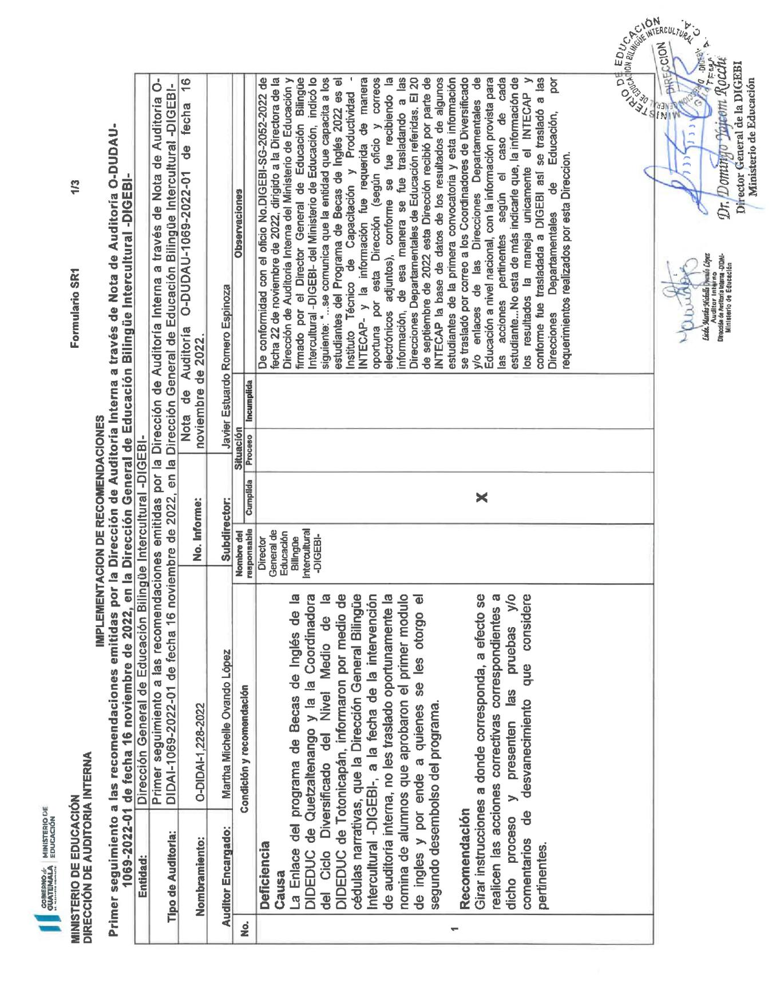 GOBIERNO de GUATEMALA
MINISTERIO DE EDUCACIÓN
MINISTERIO DE EDUCACIÓN
DIRECCIÓN DE AUDITORIA INTERNA
Formulario SR1
1/3
IMPLEMENTACION DE RECOMENDACIONES
Primer seguimiento a las recomendaciones emitidas por la Dirección de Auditoría Interna a través de Nota de Auditoría O-DUDAU-
1069-2022-01 de fecha 16 noviembre de 2022, en la Dirección General de Educación Bilingüe Intercultural -DIGEBI-
Entidad:
Dirección General de Educación Bilingüe Intercultural -DIGEBI-
Tipo de Auditoria:
Primer seguimiento a las recomendaciones emitidas por la Dirección de Auditoría Interna a través de Nota de Auditoria O-
DIDAI-1069-2022-01 de fecha 16 noviembre de 2022, en la Dirección General de Educación Bilingüe Intercultural -DIGEBI-
Nombramiento:
O-DIDAI-1,228-2022
No. Informe:
Nota de Auditoría O-DUDAU-1069-2022-01 de fecha 16
noviembre de 2022.
Auditor Encargado:
Martha Michelle Ovando López
Subdirector:
Javier Estuardo Romero Espinoza
No.
Condición y recomendación
Nombre del
responsable
Situación
Cumplida
Proceso
Incumplida
Observaciones
1
Deficiencia
Causa
La Enlace del programa de Becas de Inglés de la
DIDEDUC de Quetzaltenango y la la Coordinadora
del Ciclo Diversificado del Nivel Medio de la
DIDEDUC de Totonicapán, informaron por medio de
cédulas narrativas, que la Dirección General Bilingüe
Intercultural -DIGEBI-, a la fecha de la intervención
de auditoría interna, no les traslado oportunamente la
nomina de alumnos que aprobaron el primer modulo
de ingles y por ende a quienes se les otorgo el
segundo desembolso del programa.
Recomendación
Girar instrucciones a donde corresponda, a efecto se
realicen las acciones correctivas correspondientes a
dicho proceso y presenten las pruebas y/o
comentarios de desvanecimiento que considere
pertinentes.
Director
General de
Educación
Bilingüe
Intercultural
-DIGEBI-
X
De conformidad con el oficio No.DIGEBI-SG-2052-2022 de
fecha 22 de noviembre de 2022, dirigido a la Directora de la
Dirección de Auditoria Interna del Ministerio de Educación y
firmado por el Director General de Educación Bilingüe
Intercultural -DIGEBI- del Ministerio de Educación, indicó lo
siguiente: "...se comunica que la entidad que capacita a los
estudiantes del Programa de Becas de Inglés 2022 es el
Instituto Técnico de Capacitación y Productividad -
INTECAP- y la información fue requerida de manera
oportuna por esta Dirección (según oficio y correos
electrónicos adjuntos), conforme se fue recibiendo la
información, de esa manera se fue trasladando a las
Direcciones Departamentales de Educación referidas. El 20
de septiembre de 2022 esta Dirección recibió por parte de
INTECAP la base de datos de los resultados de algunos
estudiantes de la primera convocatoria y esta información
se traslado por correo a los Coordinadores de Diversificado
y/o enlaces de las Direcciones Departamentales de
Educación a nivel nacional, con la información provista para
las acciones pertinentes según el caso de cada
estudiante...No esta de más indicarle que, la información de
los resultados la maneja unicamente el INTECAP y
conforme fue trasladada a DIGEBI así se trasladó a las
Direcciones Departamentales de Educación, por
requerimientos realizados por esta Direccion.
Licda. Martha Michelle Ovando López
Auditor Interno
Dirección de Auditoría Interna -DIDAI-
Ministerio de Educación
MINISTERIO DE EDUCACIÓN
DIRECCION
Dr. Domingo Yojcom Rocché
Director General de la DIGEBI
Ministerio de Educación